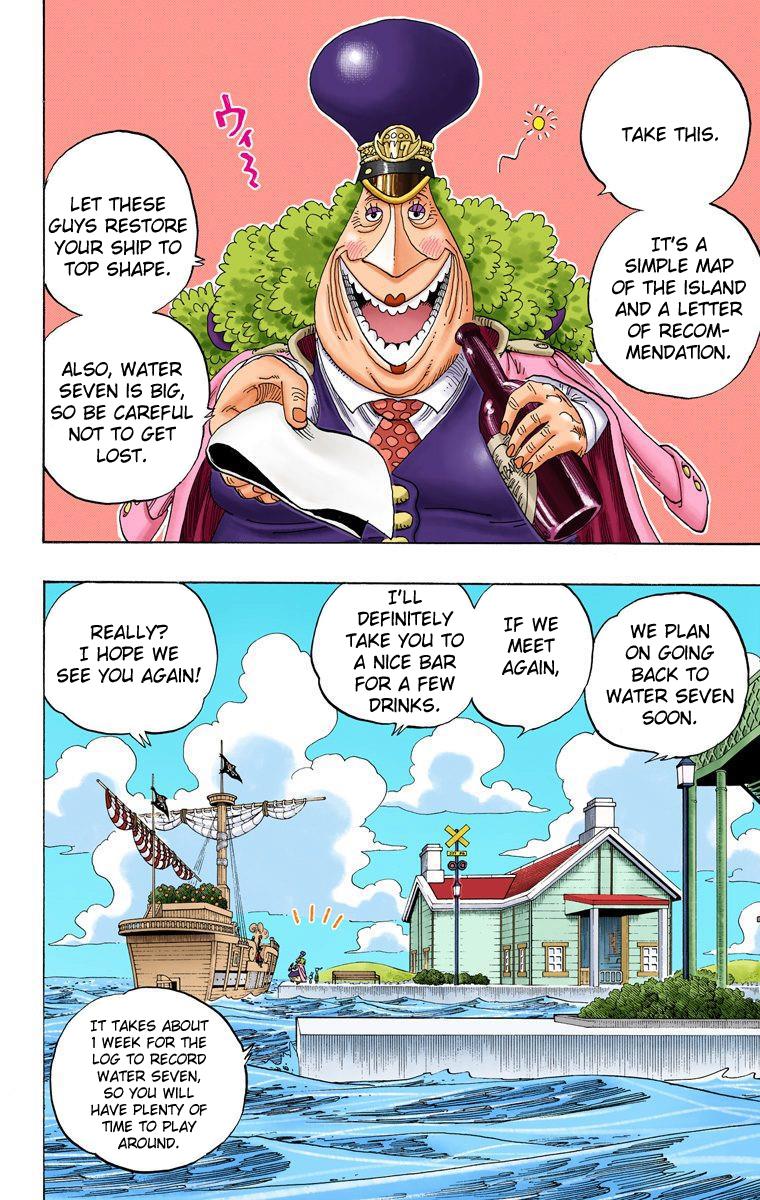 TAKE THIS.
IT'S A
SIMPLE MAP
OF THE ISLAND
AND A LETTER
OF RECOM-
MENDATION.
ウィ〜
LET THESE
GUYS RESTORE
YOUR SHIP TO
TOP SHAPE.
ALSO, WATER
SEVEN IS BIG,
SO BE CAREFUL
NOT TO GET
LOST.
WE PLAN
ON GOING
BACK TO
WATER SEVEN
SOON.
IF WE
MEET
AGAIN,
I'LL
DEFINITELY
TAKE YOU TO
A NICE BAR
FOR A FEW
DRINKS.
REALLY?
I HOPE WE
SEE YOU AGAIN!
IT TAKES ABOUT
1 WEEK FOR THE
LOG TO RECORD
WATER SEVEN,
SO YOU WILL
HAVE PLENTY OF
TIME TO PLAY
AROUND.